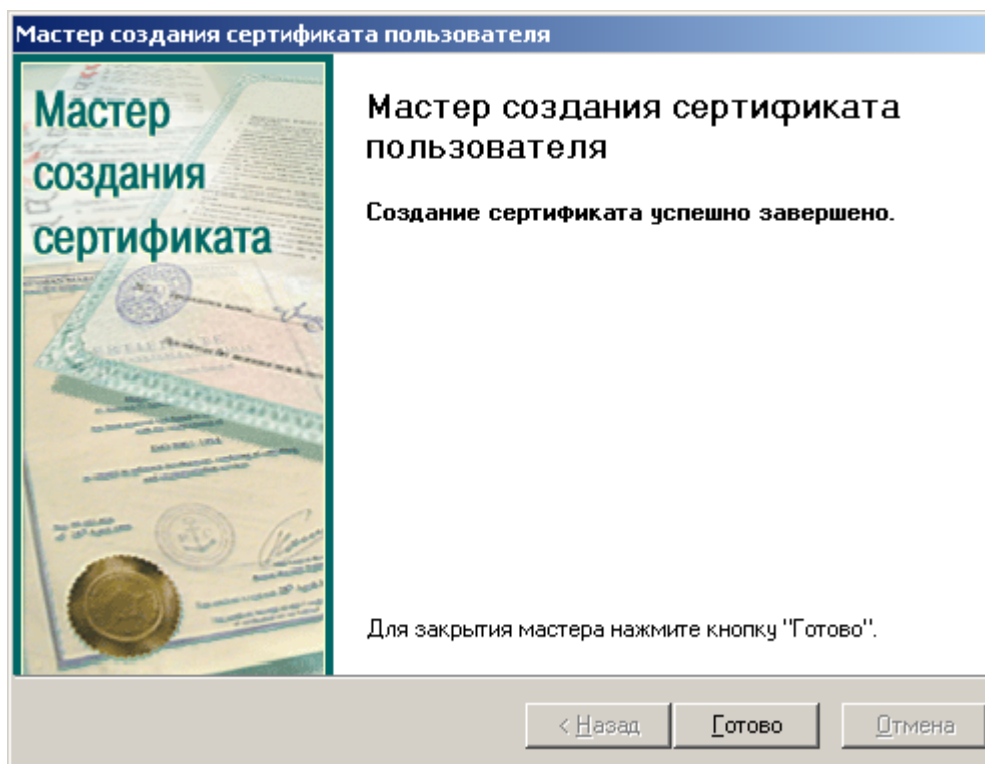 Мастер создания сертификата пользователя
Мастер
создания
сертификата
Мастер создания сертификата
пользователя
Создание сертификата успешно завершено.
Для закрытия мастера нажмите кнопку "Готово".
< Назад
Готово
Отмена